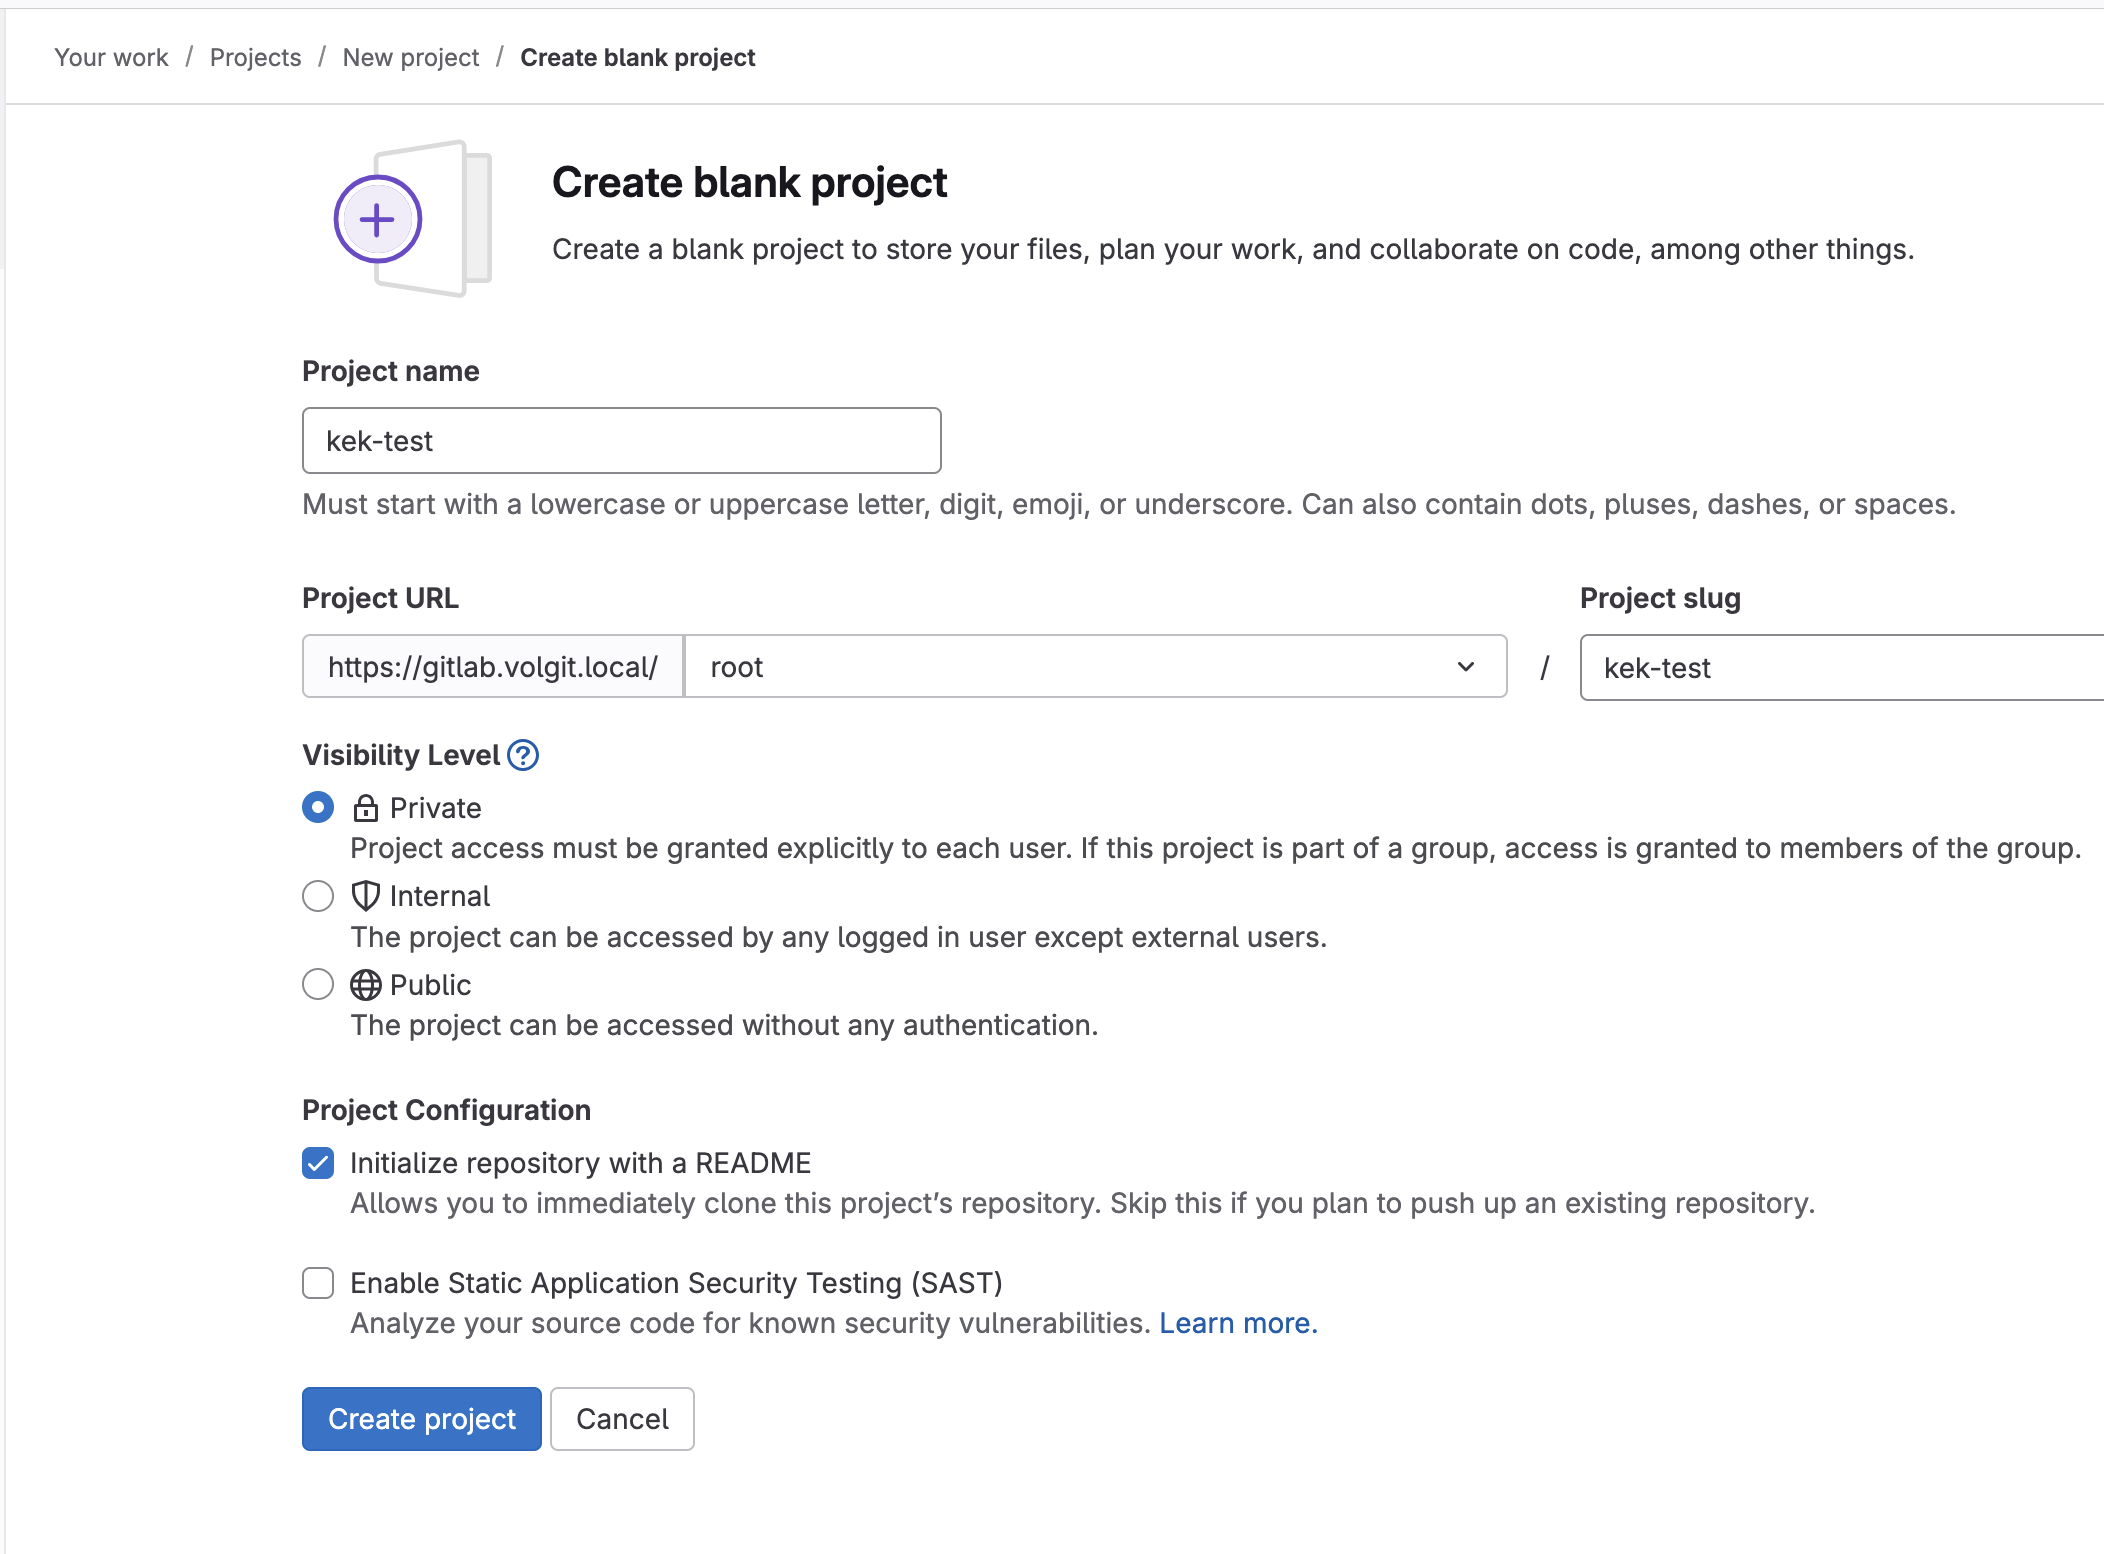 Your work / Projects / New project / Create blank project
Create blank project
Create a blank project to store your files, plan your work, and collaborate on code, among other things.
Project name
kek-test
Must start with a lowercase or uppercase letter, digit, emoji, or underscore. Can also contain dots, pluses, dashes, or spaces.
Project URL
Project slug
https://gitlab.volgit.local/ root / kek-test
Visibility Level
Private
Project access must be granted explicitly to each user. If this project is part of a group, access is granted to members of the group.
Internal
The project can be accessed by any logged in user except external users.
Public
The project can be accessed without any authentication.
Project Configuration
Initialize repository with a README
Allows you to immediately clone this project’s repository. Skip this if you plan to push up an existing repository.
Enable Static Application Security Testing (SAST)
Analyze your source code for known security vulnerabilities. Learn more.
Create project
Cancel